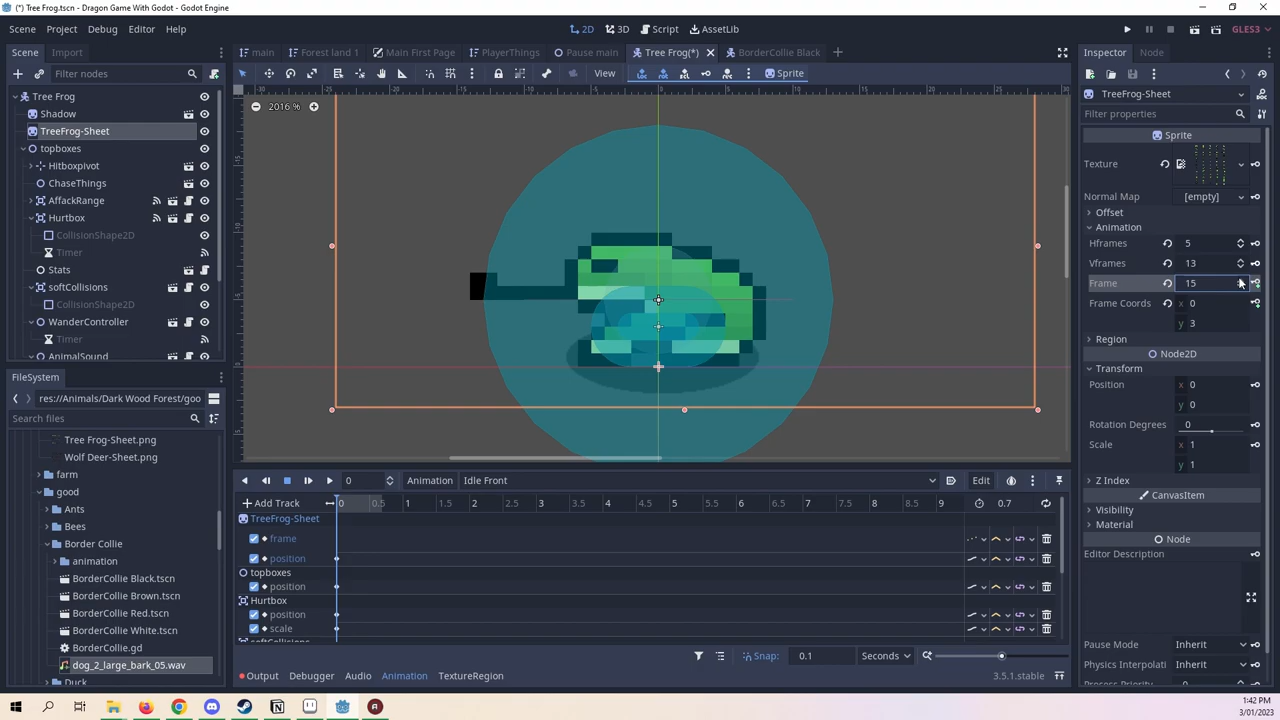 (*) Tree Frog.tscn - Dragon Game With Godot - Godot Engine
Scene Project Debug Editor Help
2D 3D Script AssetLib
GLES3
Scene Import
main Forest land 1 Main First Page PlayerThings Pause main Tree Frog(*) BorderCollie Black
Inspector Node
Filter nodes
View Sprite
TreeFrog-Sheet
Filter properties
Tree Frog
Shadow
TreeFrog-Sheet
topboxes
Hitboxpivot
ChaseThings
AffackRange
Hurtbox
CollisionShape2D
Timer
Stats
softCollisions
CollisionShape2D
WanderController
Timer
AnimalSound
2016 %
Sprite
Texture
Normal Map [empty]
Offset
Animation
Hframes 5
Vframes 13
Frame 15
Frame Coords x 0
y 3
Region
Node2D
Transform
Position x 0
y 0
Rotation Degrees 0
Scale x 1
y 1
Z Index
CanvasItem
Visibility
Material
Node
Editor Description
Pause Mode Inherit
Physics Interpolati Inherit
Process Priority
FileSystem
res://Animals/Dark Wood Forest/goo
Search files
Tree Frog-Sheet.png
Wolf Deer-Sheet.png
farm
good
Ants
Bees
Border Collie
animation
BorderCollie Black.tscn
BorderCollie Brown.tscn
BorderCollie Red.tscn
BorderCollie White.tscn
BorderCollie.gd
dog_2_large_bark_05.wav
Duck
0 Animation Idle Front Edit
Add Track 0 0.5 1 1.5 2 2.5 3 3.5 4 4.5 5 5.5 6 6.5 7 7.5 8 8.5 9 0.7
TreeFrog-Sheet
frame
position
topboxes
position
Hurtbox
position
scale
Snap: 0.1 Seconds
Output Debugger Audio Animation TextureRegion 3.5.1.stable
1:42 PM
3/01/2023